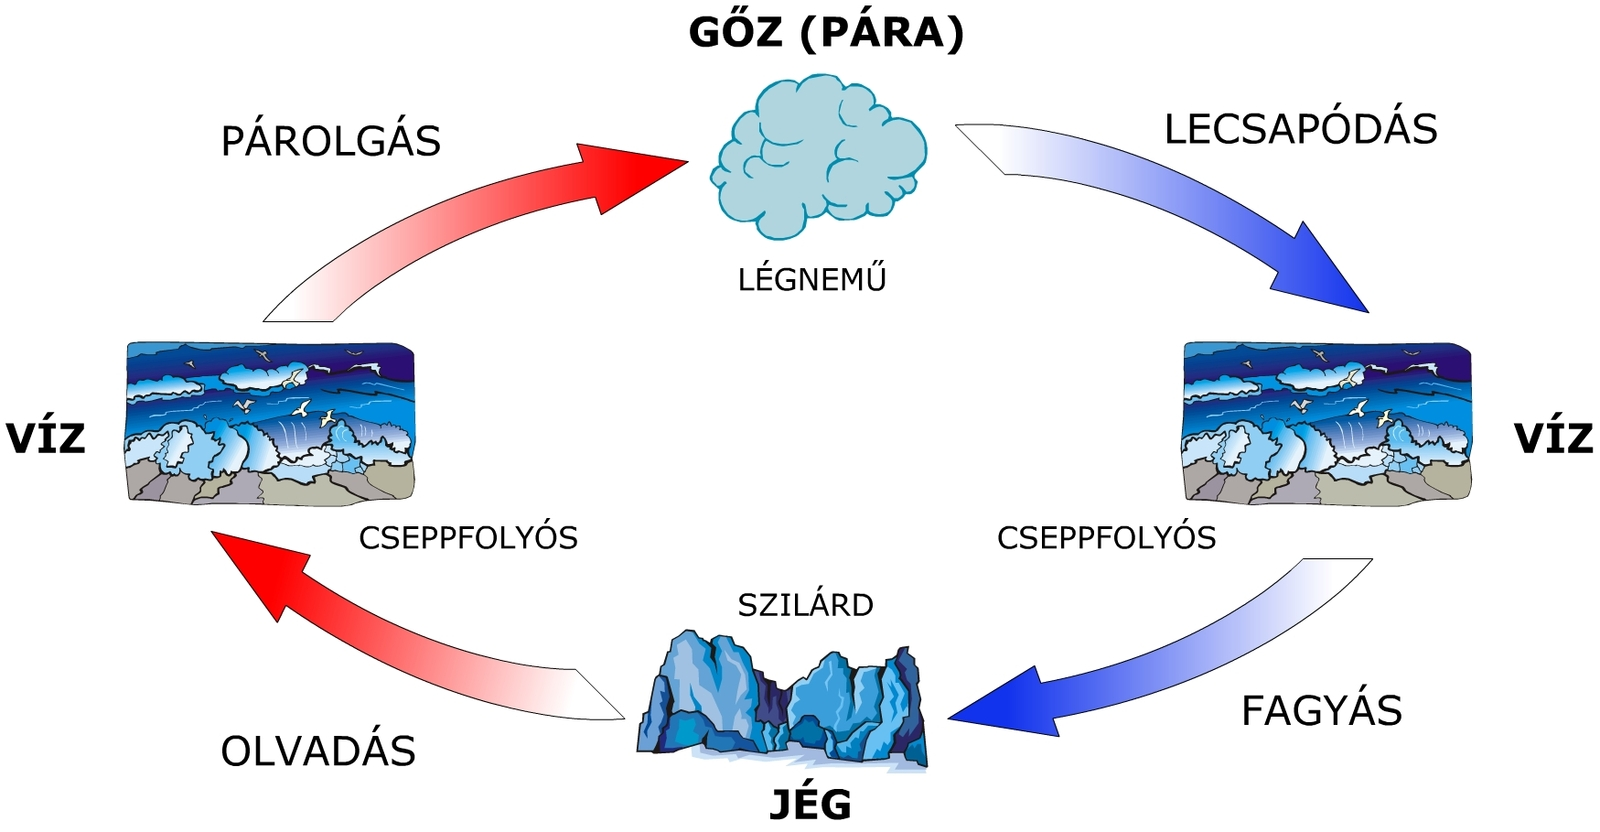 GŐZ (PÁRA)
PÁROLGÁS
LECSAPÓDÁS
LÉGNEMŰ
VÍZ
VÍZ
CSEPPFOLYÓS
CSEPPFOLYÓS
SZILÁRD
FAGYÁS
OLVADÁS
JÉG